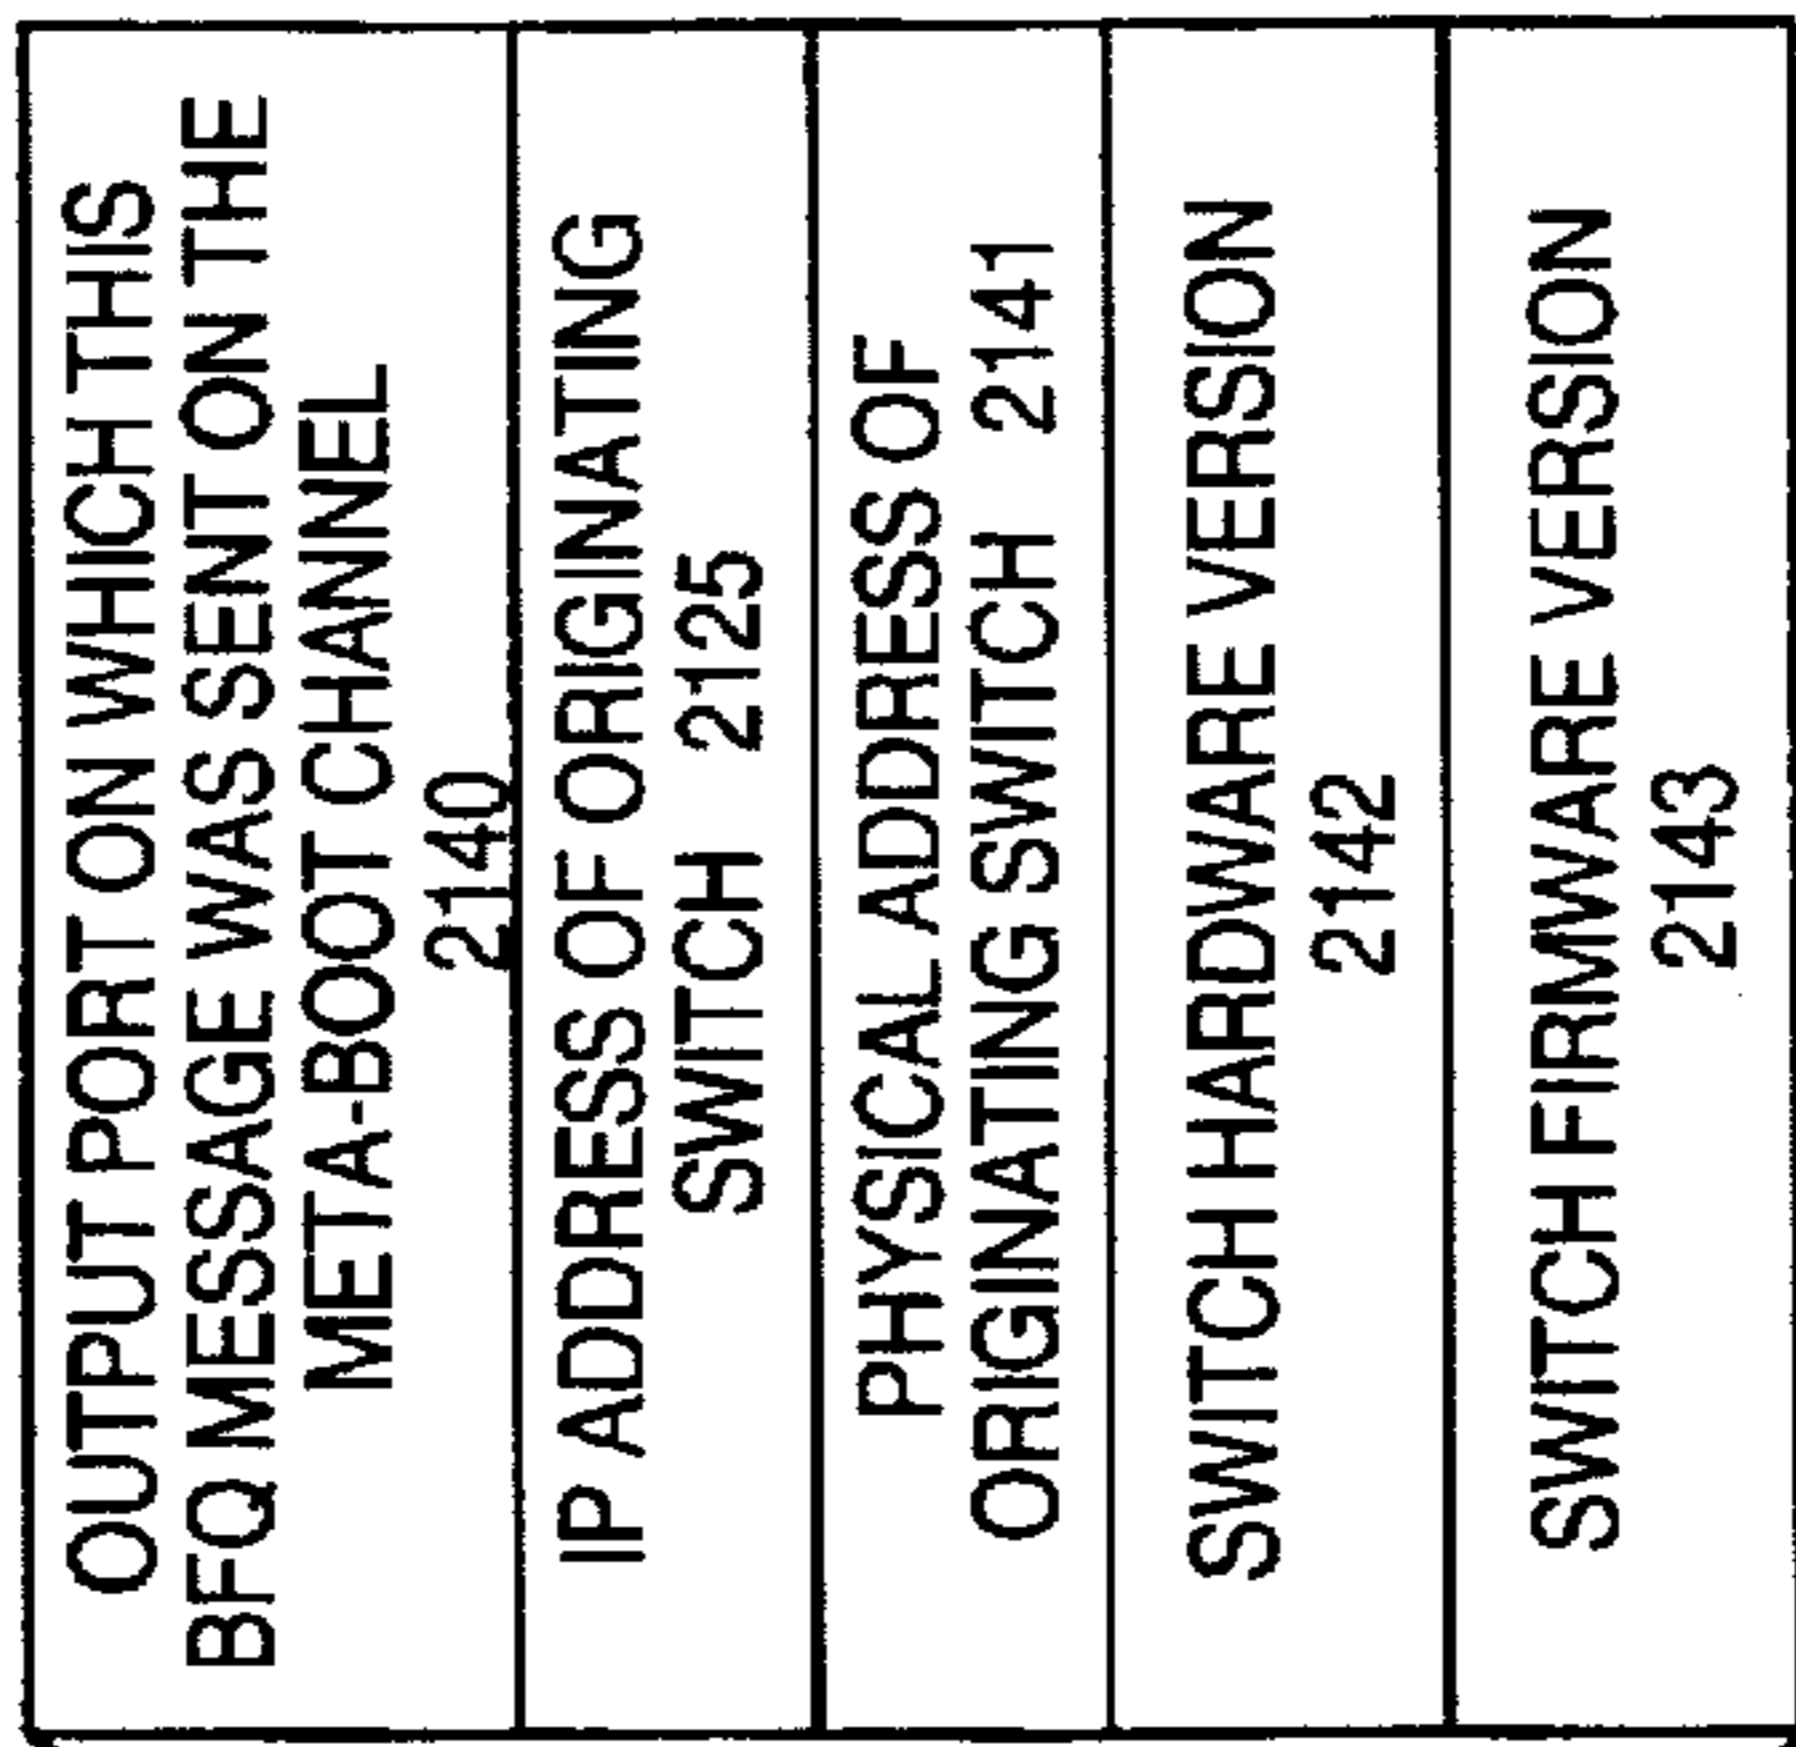 OUTPUT PORT ON WHICH THIS
BFQ MESSAGE WAS SENT ON THE
META-BOOT CHANNEL
2140
IP ADDRESS OF ORIGINATING
SWITCH 2125
PHYSICAL ADDRESS OF
ORIGINATING SWITCH 2141
SWITCH HARDWARE VERSION
2142
SWITCH FIRMWARE VERSION
2143